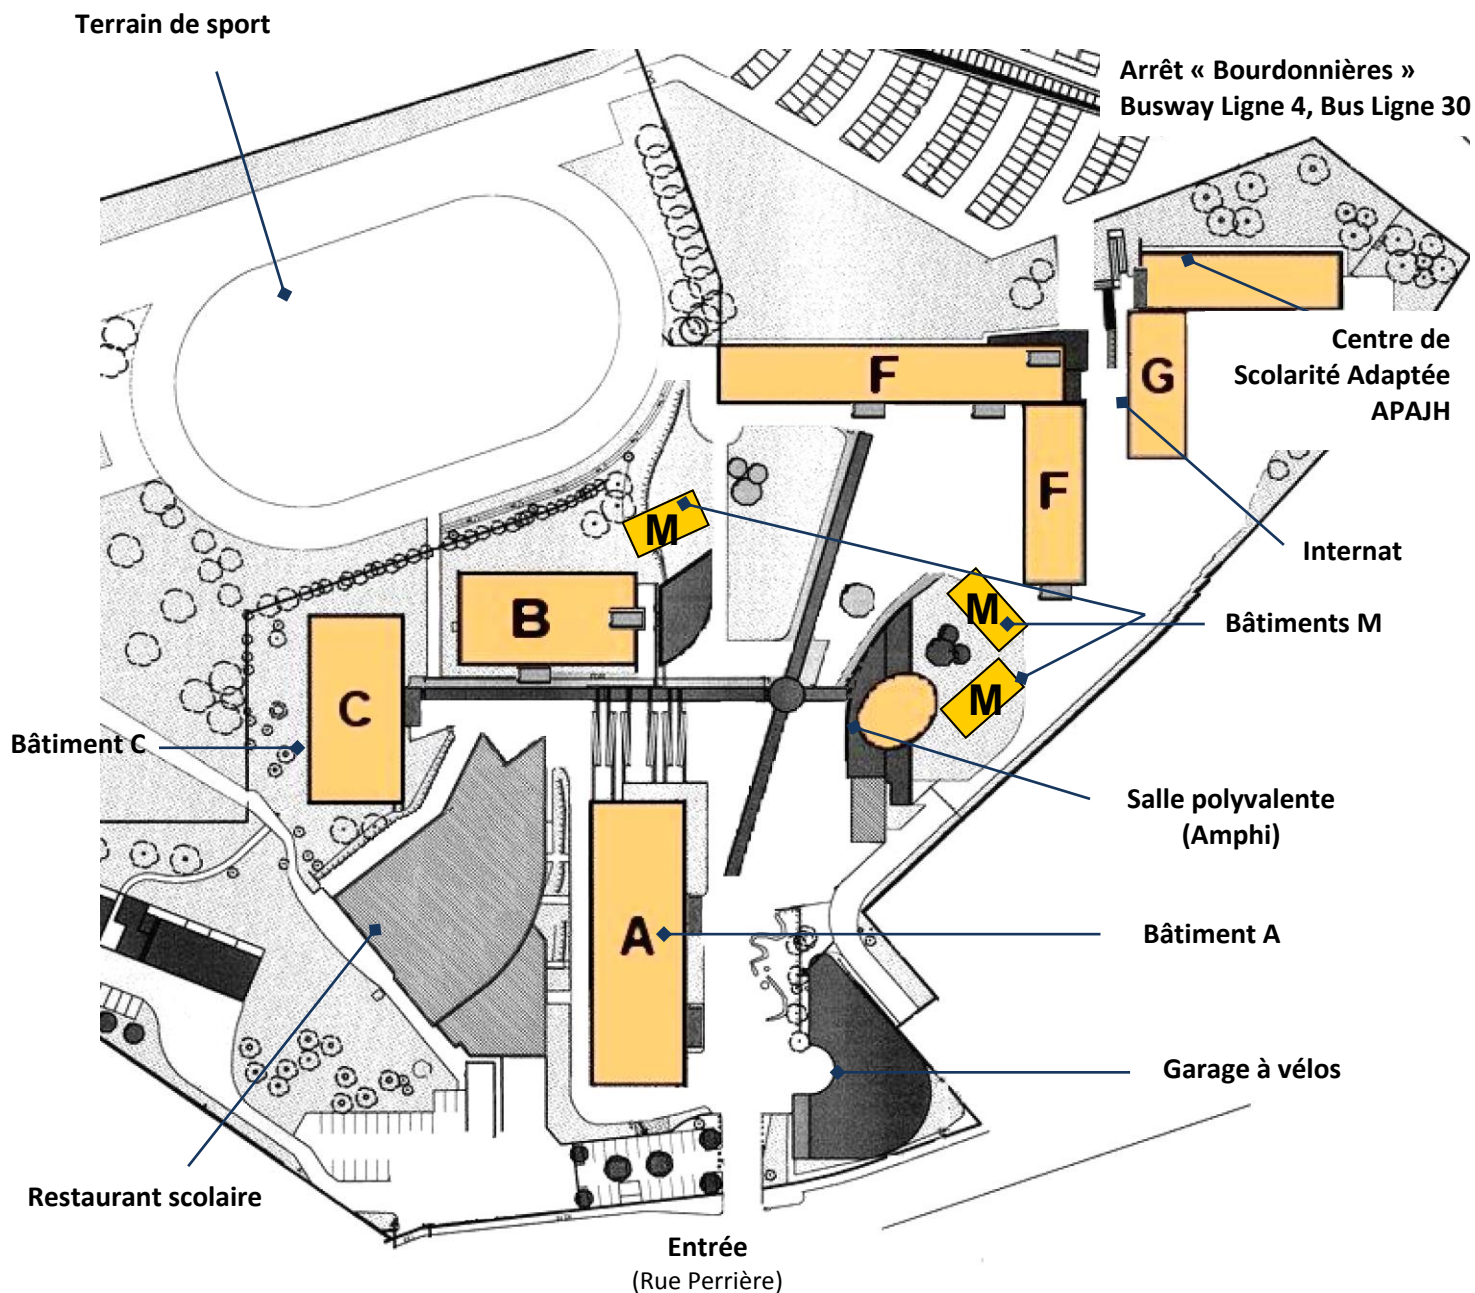 Terrain de sport
Arrêt « Bourdonnières »
Busway Ligne 4, Bus Ligne 30
Centre de
Scolarité Adaptée
APAJH
F
G
F
Internat
M
B
M
Bâtiments M
M
C
Bâtiment C
Salle polyvalente
(Amphi)
A
Bâtiment A
Garage à vélos
Restaurant scolaire
Entrée
(Rue Perrière)